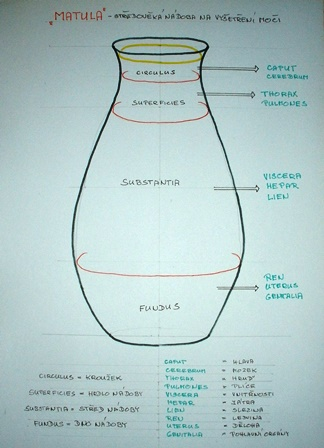 "MATULA" - STŘEDOVĚKÁ NÁDOBA NA VYŠETŘENÍ MOČI
CIRCULUS
CAPUT
CEREBRUM
SUPERFICIES
THORAX
PULMONES
SUBSTANTIA
VISCERA
HEPAR
LIEN
FUNDUS
REN
UTERUS
GENITALIA
CIRCULUS = KROUŽEK
SUPERFICIES = HRDLO NÁDOBY
SUBSTANTIA = STŘED NÁDOBY
FUNDUS = DNO NÁDOBY
CAPUT = HLAVA
CEREBRUM = MOZEK
THORAX = HRUĎ
PULMONES = PLÍCE
VISCERA = VNITŘNOSTI
HEPAR = JÁTRA
LIEN = SLEZINA
REN = LEDVINA
UTERUS = DĚLOHA
GENITALIA = POHLAVNÍ ORGÁNY